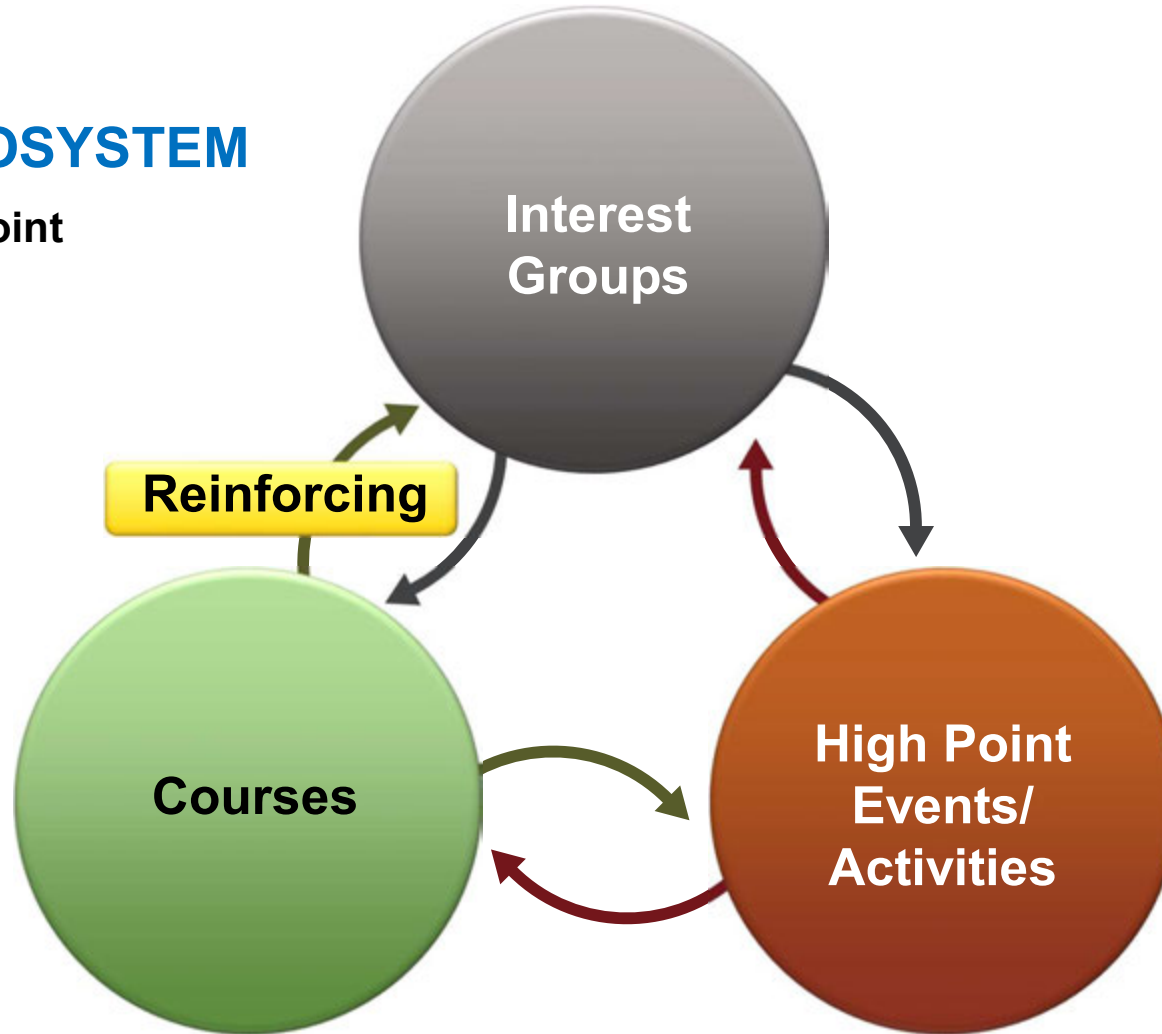 OSYSTEM
oint
Interest
Groups
Reinforcing
Courses
High Point
Events/
Activities